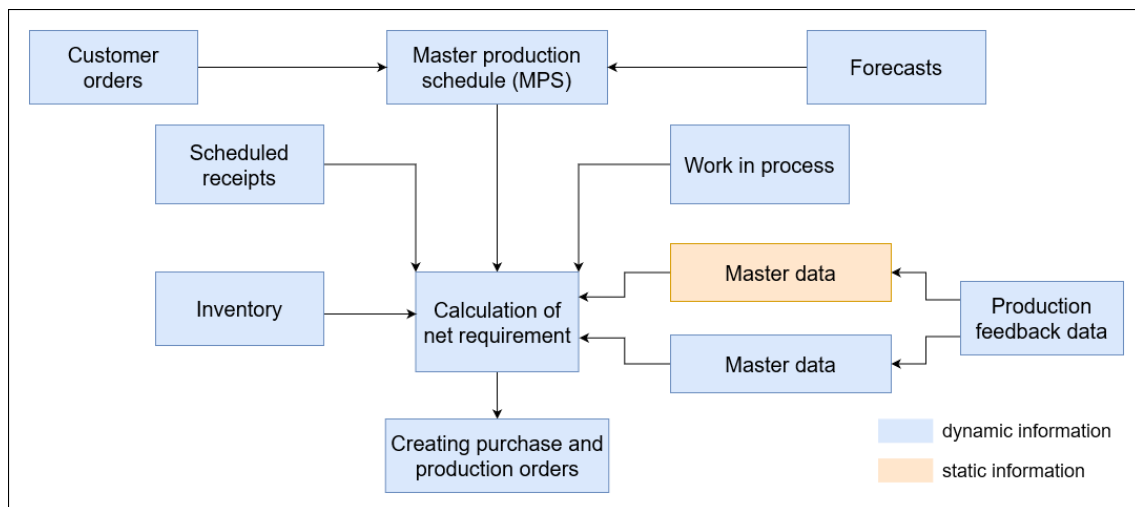 Customer
orders
Master production
schedule (MPS)
Forecasts
Scheduled
receipts
Work in process
Master data
Inventory
Calculation of
net requirement
Production
feedback data
Master data
Creating purchase and
production orders
dynamic information
static information